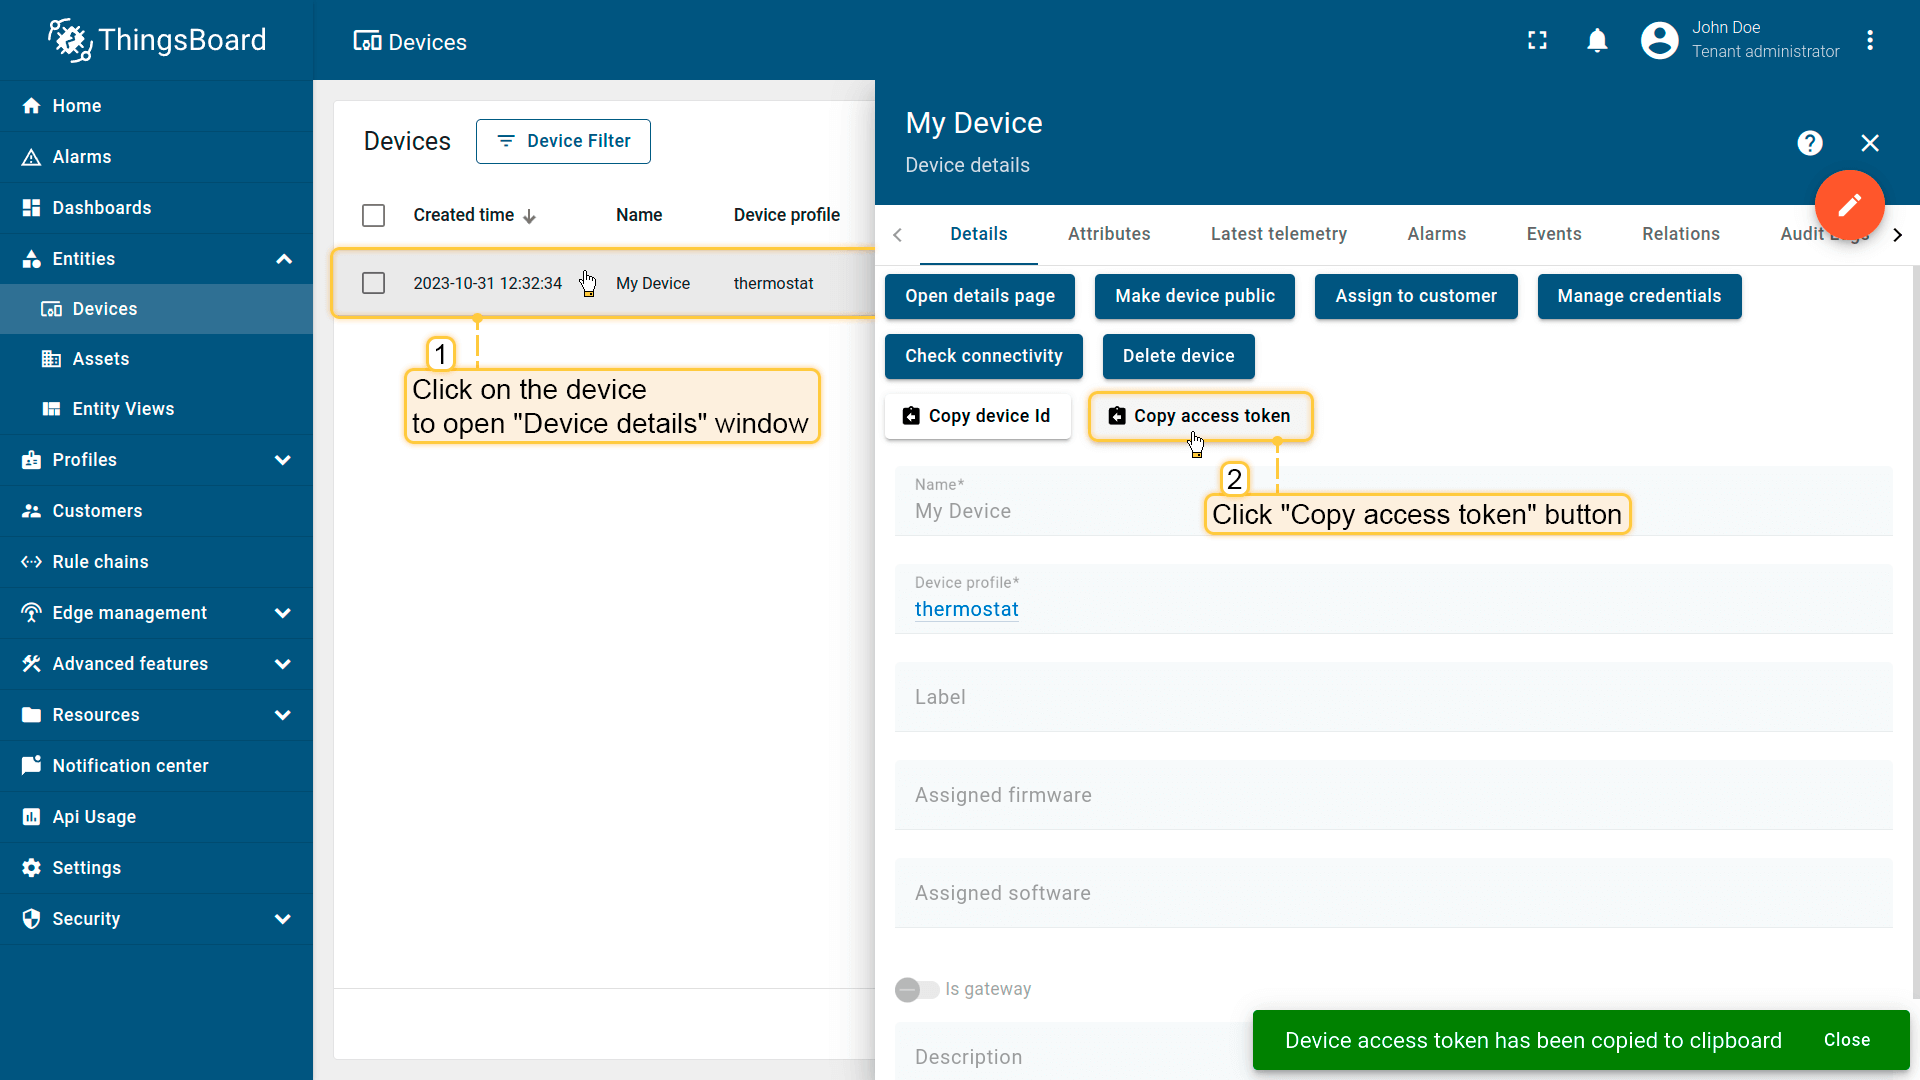 ThingsBoard
Devices
John Doe
Tenant administrator
Home
Alarms
Dashboards
Entities
Devices
Assets
Entity Views
Profiles
Customers
Rule chains
Edge management
Advanced features
Resources
Notification center
Api Usage
Settings
Security
Devices
Device Filter
Created time
Name
Device profile
2023-10-31 12:32:34
My Device
thermostat
1
Click on the device
to open "Device details" window
My Device
Device details
Details
Attributes
Latest telemetry
Alarms
Events
Relations
Audit Logs
Open details page
Make device public
Assign to customer
Manage credentials
Check connectivity
Delete device
Copy device Id
Copy access token
2
Click "Copy access token" button
Name*
My Device
Device profile*
thermostat
Label
Assigned firmware
Assigned software
Is gateway
Description
Device access token has been copied to clipboard
Close